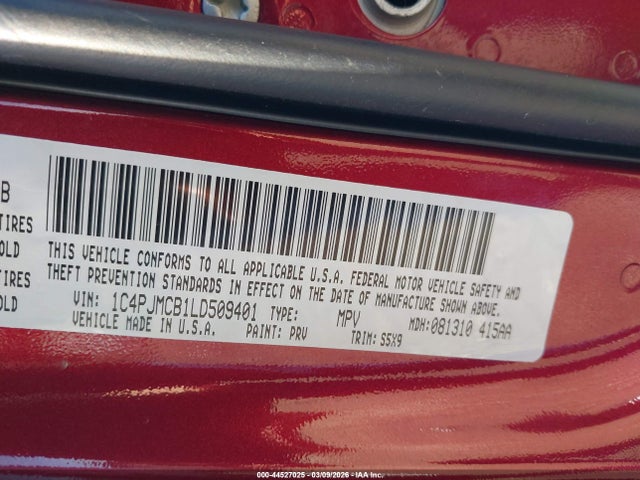 B
TIRES
OLD
TIRES
OLD
THIS VEHICLE CONFORMS TO ALL APPLICABLE U.S.A. FEDERAL MOTOR VEHICLE SAFETY AND
THEFT PREVENTION STANDARDS IN EFFECT ON THE DATE OF MANUFACTURE SHOWN ABOVE.
VIN: 1C4PJMCB1LD509401 TYPE: MPV MDH:081310 415AA
VEHICLE MADE IN U.S.A. PAINT: PRV TRIM: S5X9
000-44527025 - 03/09/2026 - COPYRIGHT IAA, LLC.